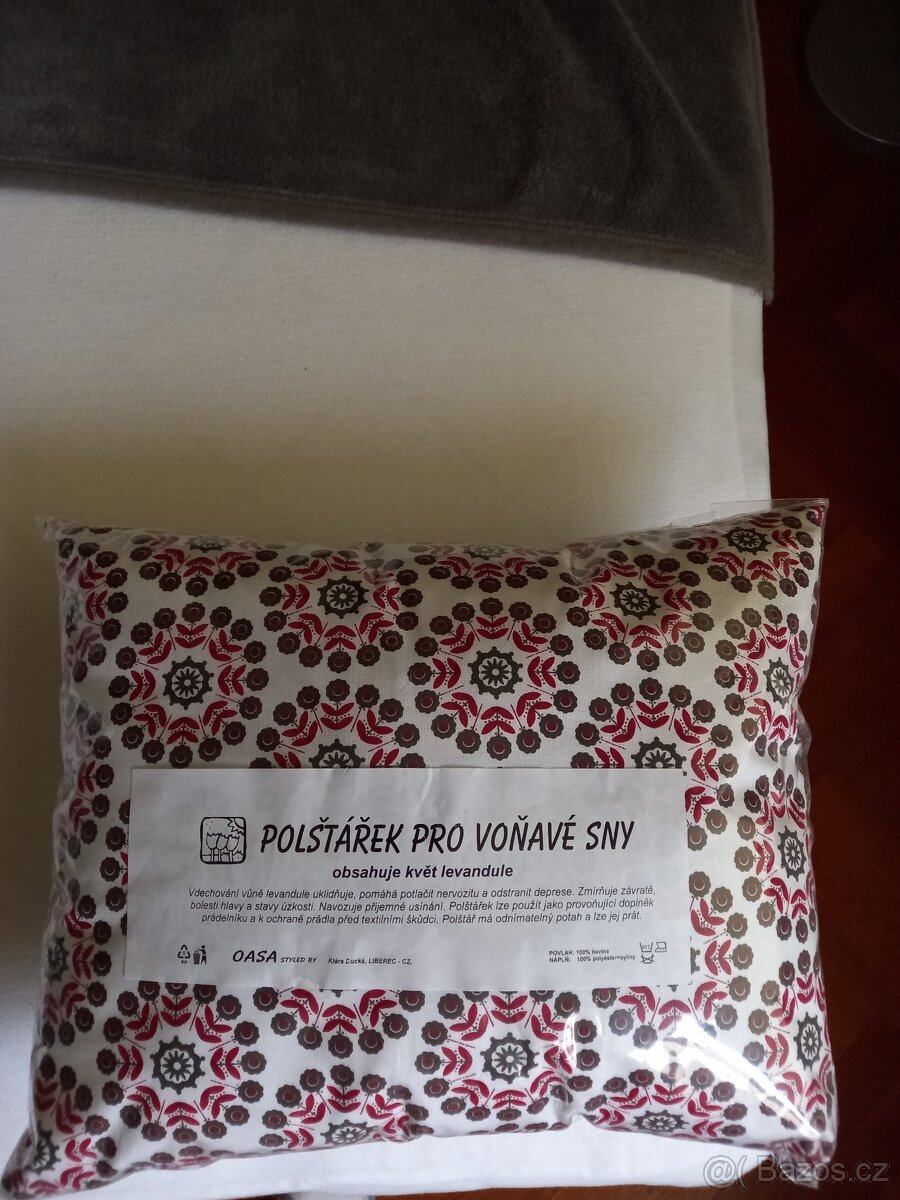 POLŠTÁŘEK PRO VOŇAVÉ SNY
obsahuje květ levandule
Vdechování vůně levandule uklidňuje, pomáhá potlačit nervozitu a odstranit deprese. Zmírňuje závratě,
bolesti hlavy a stavy úzkosti. Navozuje příjemné usínání. Polštářek lze použít jako provoňující doplněk
prádelníku a k ochraně prádla před textilními škůdci. Polštář má odnímatelný potah a lze jej prát.
OASA STYLED BY Klára Ducká, LIBEREC - CZ,
POVLAK: 100% bavlna
NÁPLŇ: 100% polyester+byliny
@( Bazos.cz